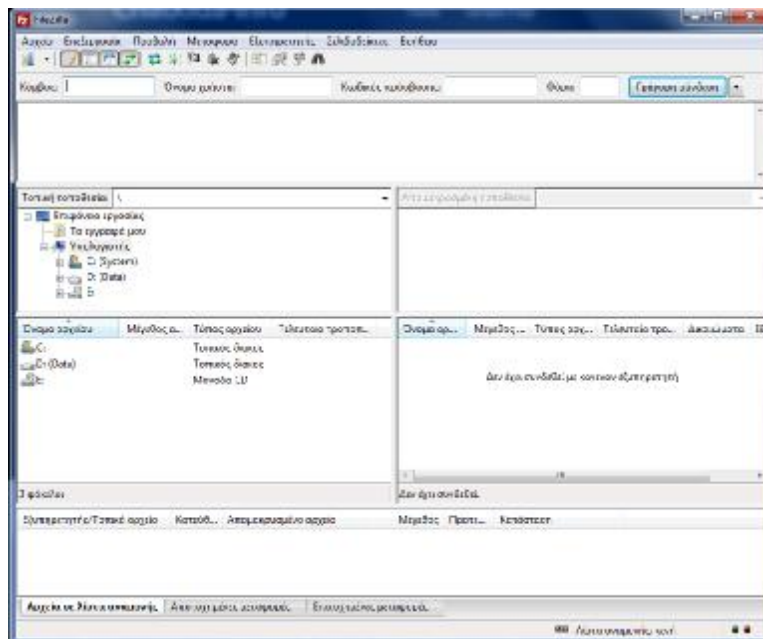 FileZilla
Αρχείο Επεξεργασία Προβολή Μεταφορά Εξυπηρετητής Σελιδοδείκτες Βοήθεια
Κόμβος: Όνομα χρήστη: Κωδικός πρόσβασης: Θύρα: Γρήγορη σύνδεση
Τοπική τοποθεσία: \
Απομακρυσμένη τοποθεσία:
Επιφάνεια εργασίας
Τα έγγραφά μου
Υπολογιστής
C: (System)
D: (Data)
E:
Όνομα αρχείου Μέγεθος α... Τύπος αρχείου Τελευταία τροποπ...
C: Τοπικός δίσκος
D: (Data) Τοπικός δίσκος
E: Μονάδα CD
3 φάκελοι
Όνομα αρ... Μέγεθος ... Τύπος αρχ... Τελευταία τρο... Δικαιώματα
Δεν έχει συνδεθεί με κανέναν εξυπηρετητή
Δεν έχει συνδεθεί.
Εξυπηρετητής/Τοπικό αρχείο Κατεύθ... Απομακρυσμένο αρχείο Μέγεθος Προτε... Κατάσταση
Αρχεία σε λίστα αναμονής Αποτυχημένες μεταφορές Επιτυχημένες μεταφορές
Λίστα αναμονής: κενή